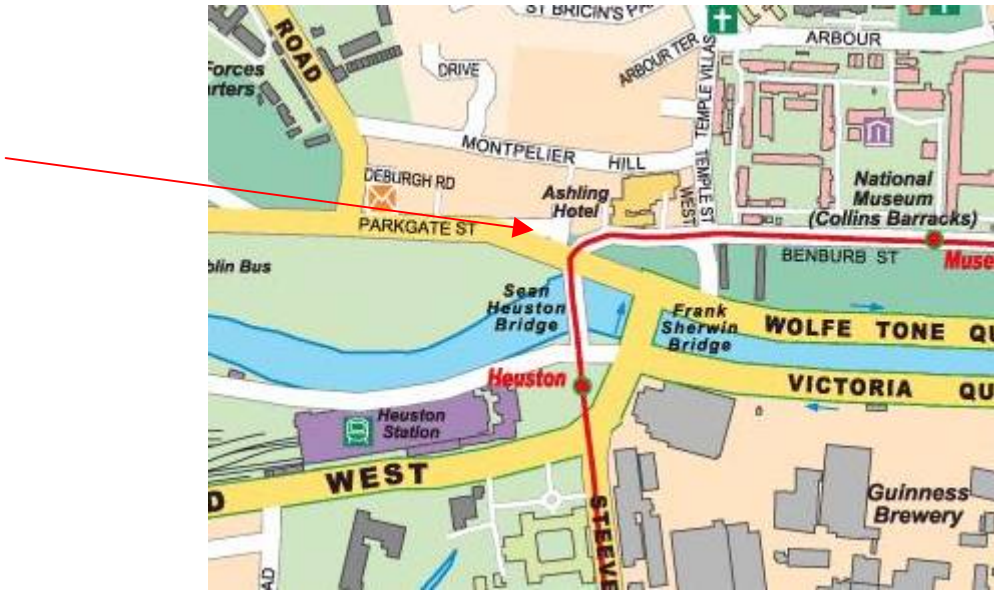 ST BRICIN'S
ARBOUR
ROAD
ARBOUR TER
TEMPLE VILLAS
DRIVE
Forces
MONTPELIER HILL
TEMPLE ST
WEST
DEBURGH RD
Ashling
Hotel
National
Museum
(Collins Barracks)
PARKGATE ST
BENBURB ST
Muse
blin Bus
Sean
Heuston
Bridge
Frank
Sherwin
Bridge
WOLFE TONE QU
Heuston
VICTORIA QU
Heuston
Station
WEST
D
Guinness
Brewery
STEEVE
AD